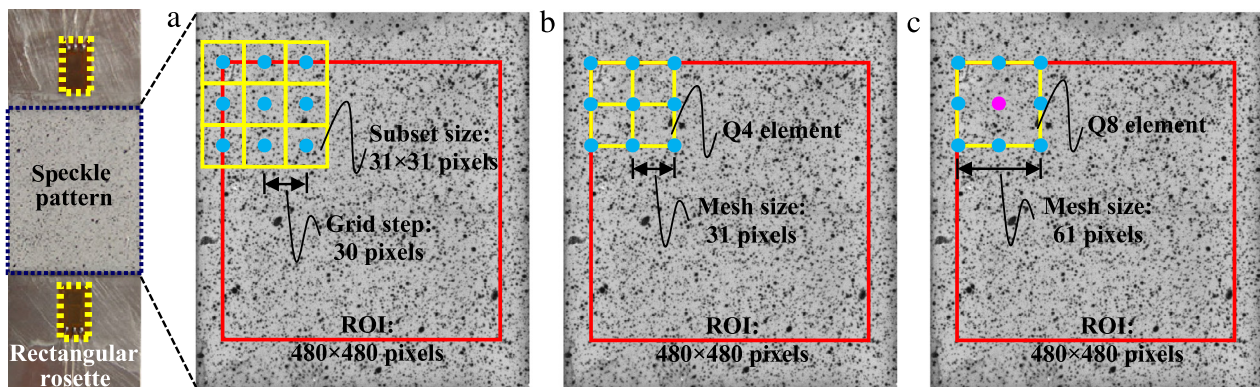 Speckle
pattern
Rectangular
rosette
a
Subset size:
31×31 pixels
Grid step:
30 pixels
ROI:
480×480 pixels
b
Q4 element
Mesh size:
31 pixels
ROI:
480×480 pixels
c
Q8 element
Mesh size:
61 pixels
ROI:
480×480 pixels